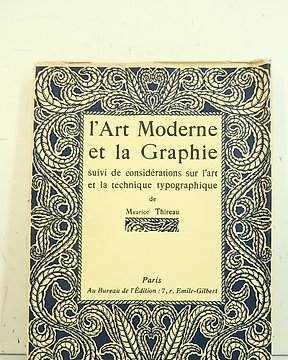 l'Art Moderne
et la Graphie
suivi de considérations sur l'art
et la technique typographique
de
Maurice Thireau
Paris
Au Bureau de l'Édition : 7, r. Emile-Gilbert